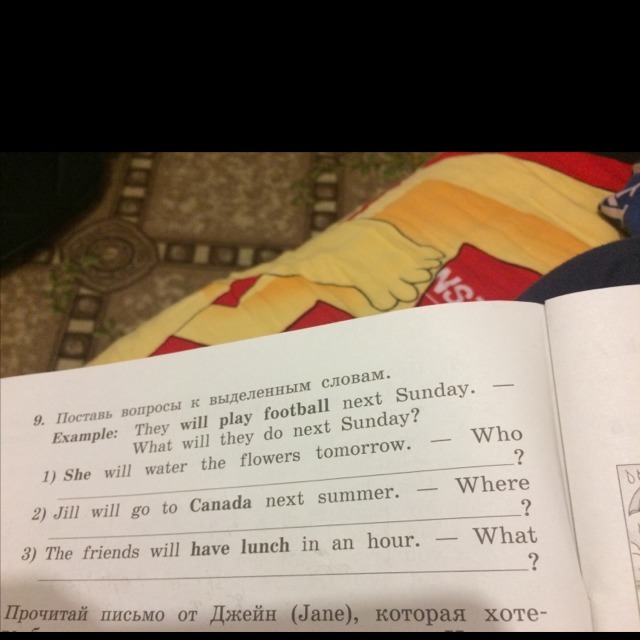 9. Поставь вопросы к выделенным словам.
Example: They will play football next Sunday. —
What will they do next Sunday?
1) She will water the flowers tomorrow. — Who
?
2) Jill will go to Canada next summer. — Where
?
3) The friends will have lunch in an hour. — What
?
Прочитай письмо от Джейн (Jane), которая хоте-